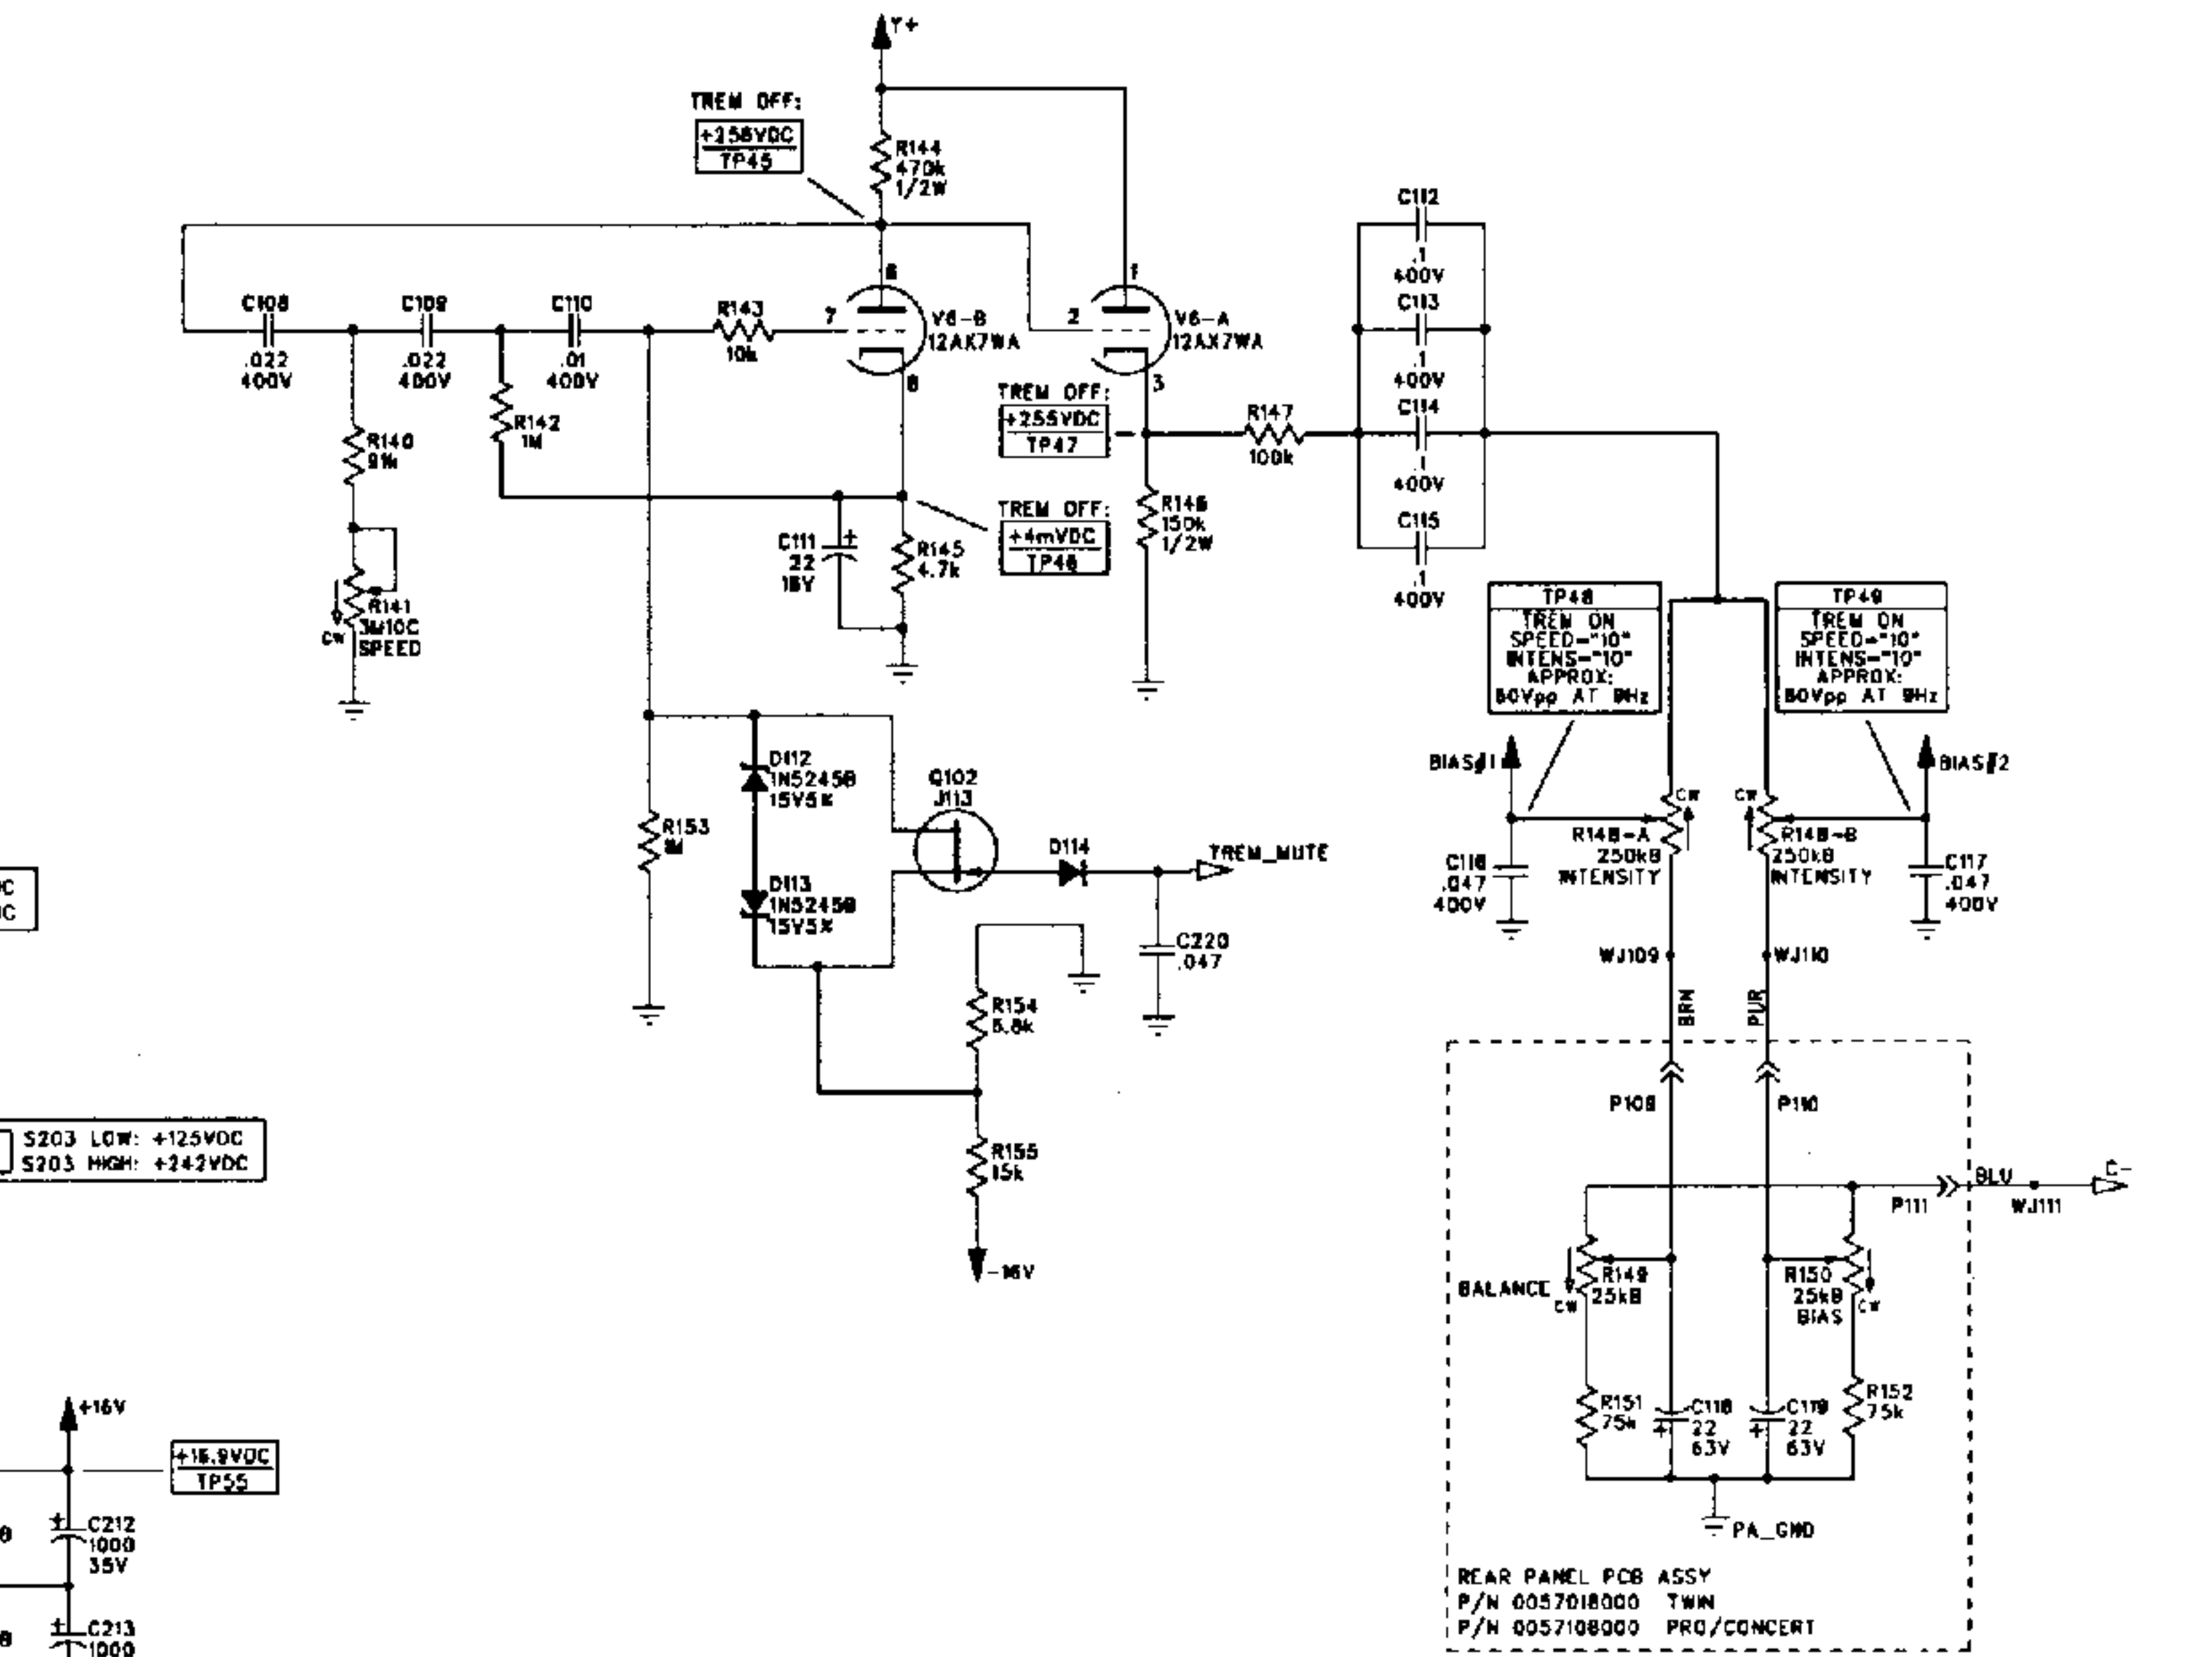 Y+
TREM OFF:
+258VDC
TP45
R144
470k
1/2W
C108
.022
400V
C109
.022
400V
C110
.01
400V
R143
10k
7
6
V6-B
12AX7WA
8
2
1
V6-A
12AX7WA
3
C112
.1
400V
C113
.1
400V
C114
.1
400V
C115
.1
400V
R142
1M
R140
91k
TREM OFF:
+255VDC
TP47
R147
100k
R146
150k
1/2W
TREM OFF:
+4mVDC
TP46
C111
22
16V
+
R145
4.7k
R141
3M10C
SPEED
CW
TP48
TREM ON
SPEED="10"
INTENS="10"
APPROX:
60Vpp AT 9Hz
TP49
TREM ON
SPEED="10"
INTENS="10"
APPROX:
60Vpp AT 9Hz
BIAS#1
BIAS#2
CW
CW
R148-A
250kB
INTENSITY
R148-B
250kB
INTENSITY
C116
.047
400V
C117
.047
400V
D112
1N5245B
15V5%
Q102
J113
R153
1M
D114
TREM_MUTE
D113
1N5245B
15V5%
C220
.047
R154
6.8k
R155
15k
-16V
WJ109
WJ110
BRN
PUR
P109
P110
S203 LOW: +125VDC
S203 HIGH: +242VDC
P111
BLU
WJ111
C-
BALANCE
CW
R149
25kB
R150
25kB
BIAS
CW
R151
75k
C118
22
63V
+
C119
22
63V
+
R152
75k
PA_GND
+16V
+16.9VDC
TP55
+
C212
1000
35V
+
C213
1000
REAR PANEL PCB ASSY
P/N 0057018000 TWIN
P/N 0057108000 PRO/CONCERT